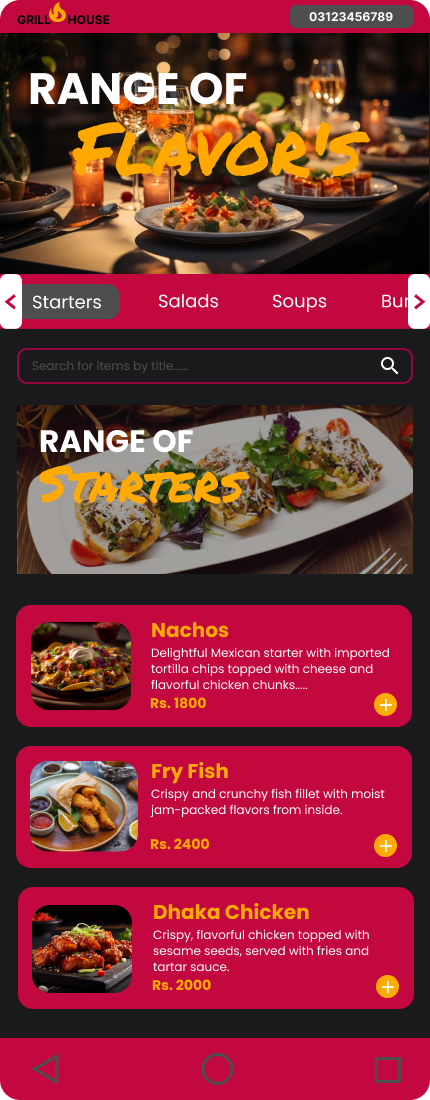 GRILL HOUSE
03123456789
RANGE OF
FLAVOR'S
Starters Salads Soups Bur
Search for items by title......
RANGE OF
STARTERS
Nachos
Delightful Mexican starter with imported
tortilla chips topped with cheese and
flavorful chicken chunks.....
Rs. 1800
Fry Fish
Crispy and crunchy fish fillet with moist
jam-packed flavors from inside.
Rs. 2400
Dhaka Chicken
Crispy, flavorful chicken topped with
sesame seeds, served with fries and
tartar sauce.
Rs. 2000